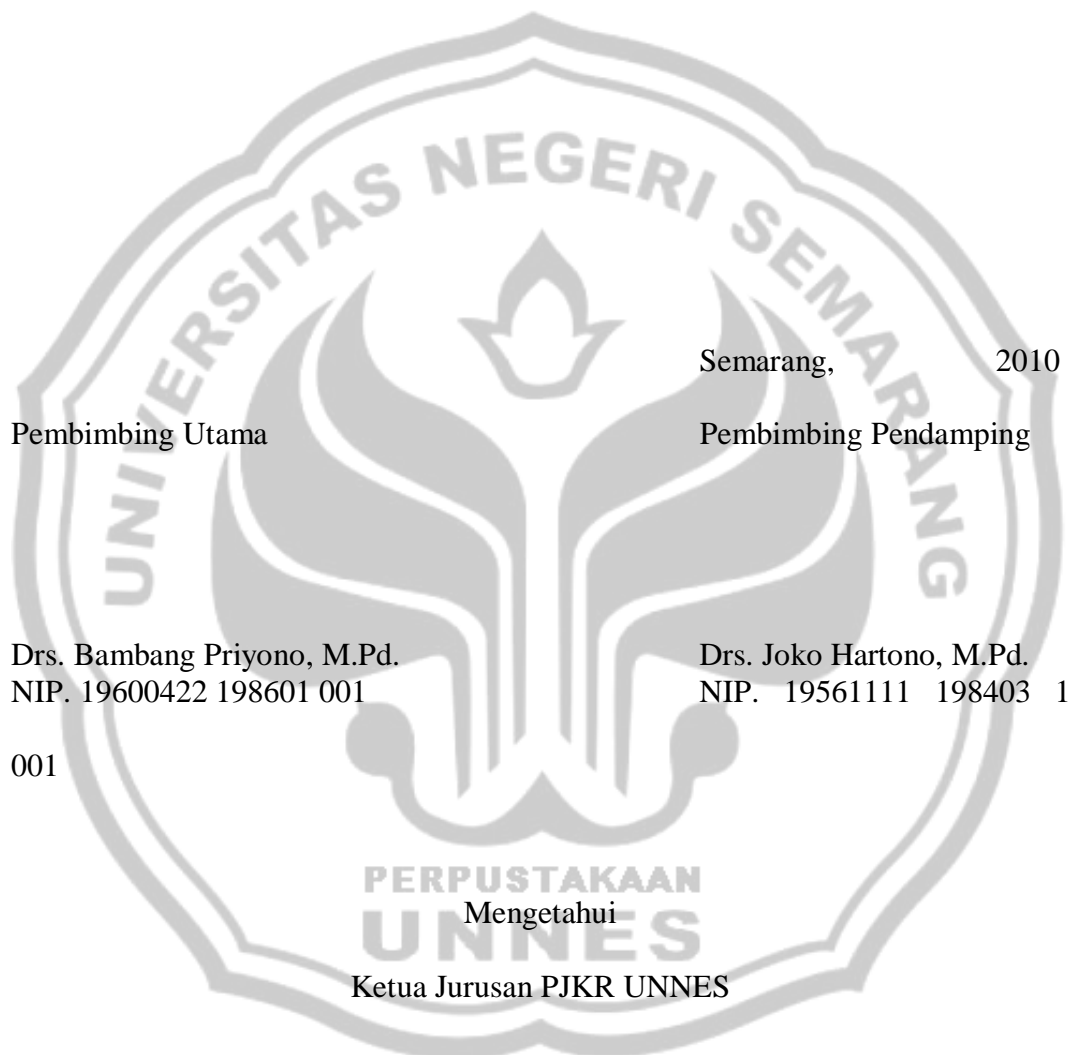 UNIVERSITAS NEGERI SEMARANG
Semarang, 2010
Pembimbing Utama Pembimbing Pendamping
Drs. Bambang Priyono, M.Pd. Drs. Joko Hartono, M.Pd.
NIP. 19600422 198601 001 NIP. 19561111 198403 1
001
PERPUSTAKAAN
Mengetahui
UNNES
Ketua Jurusan PJKR UNNES